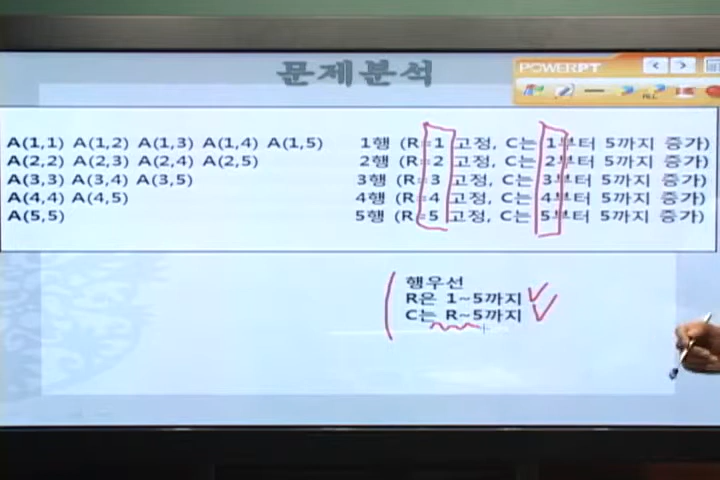 문제분석
POWERPT
ALL
A(1,1) A(1,2) A(1,3) A(1,4) A(1,5) 1행 (R=1 고정, C는 1부터 5까지 증가)
A(2,2) A(2,3) A(2,4) A(2,5) 2행 (R=2 고정, C는 2부터 5까지 증가)
A(3,3) A(3,4) A(3,5) 3행 (R=3 고정, C는 3부터 5까지 증가)
A(4,4) A(4,5) 4행 (R=4 고정, C는 4부터 5까지 증가)
A(5,5) 5행 (R=5 고정, C는 5부터 5까지 증가)
행우선
R은 1~5까지
C는 R~5까지